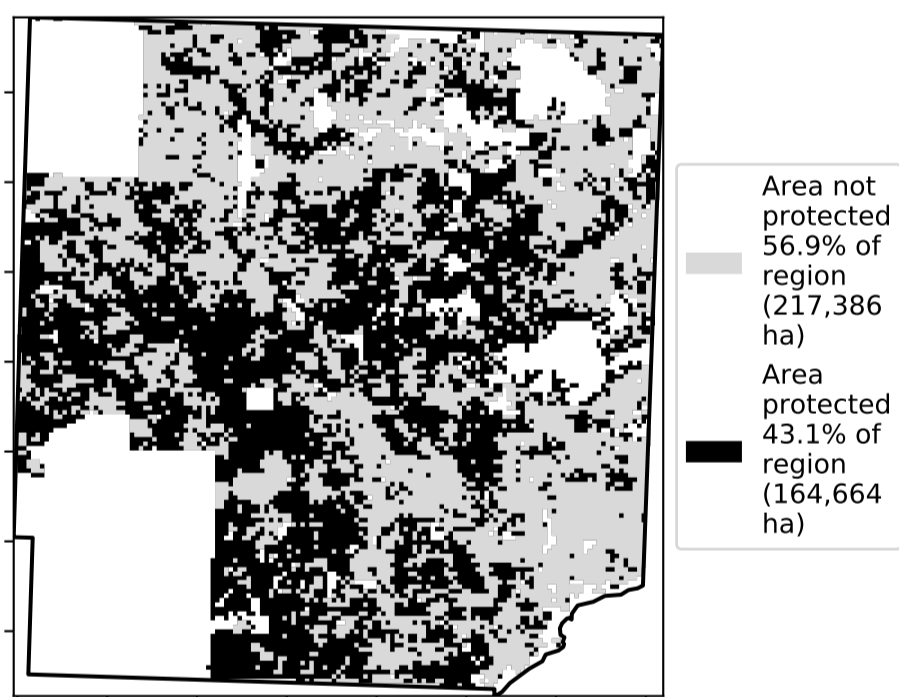 Area not
protected
56.9% of
region
(217,386
ha)
Area
protected
43.1% of
region
(164,664
ha)